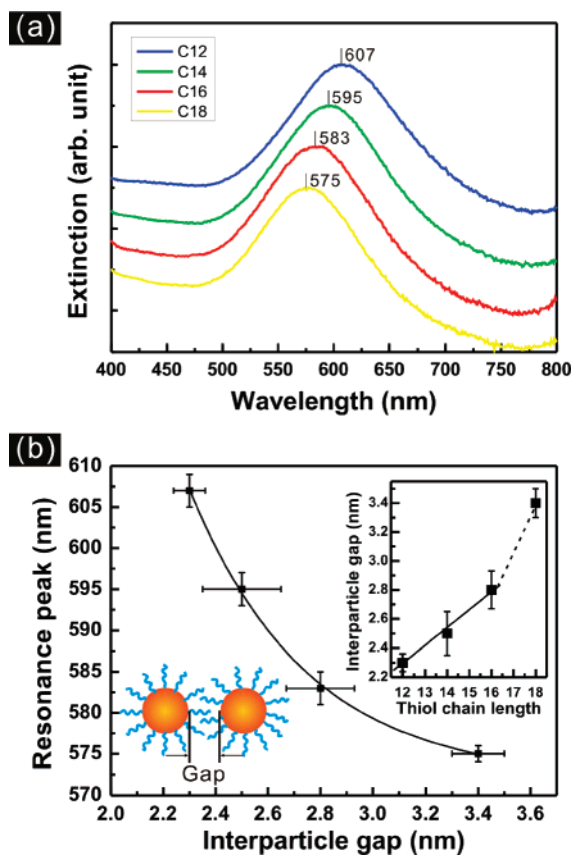 (a)
C12
C14
C16
C18
607
595
583
575
Extinction (arb. unit)
400 450 500 550 600 650 700 750 800
Wavelength (nm)
(b)
610
605
600
595
590
585
580
575
570
Resonance peak (nm)
2.0 2.2 2.4 2.6 2.8 3.0 3.2 3.4 3.6
Interparticle gap (nm)
Gap
3.4
3.2
3.0
2.8
2.6
2.4
2.2
Interparticle gap (nm)
12 13 14 15 16 17 18
Thiol chain length